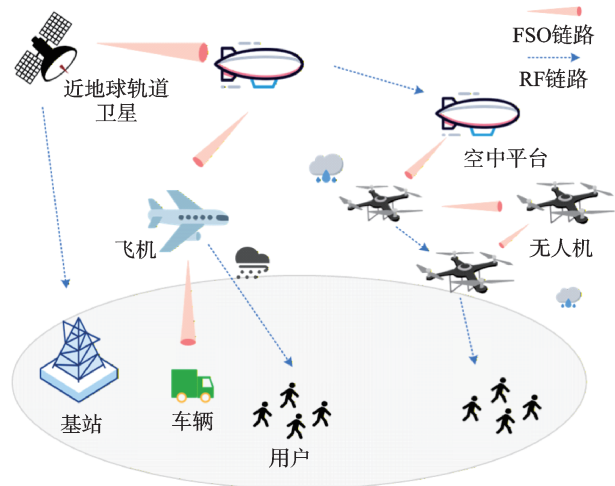 FSO链路
RF链路
近地球轨道
卫星
空中平台
飞机
无人机
基站
车辆
用户